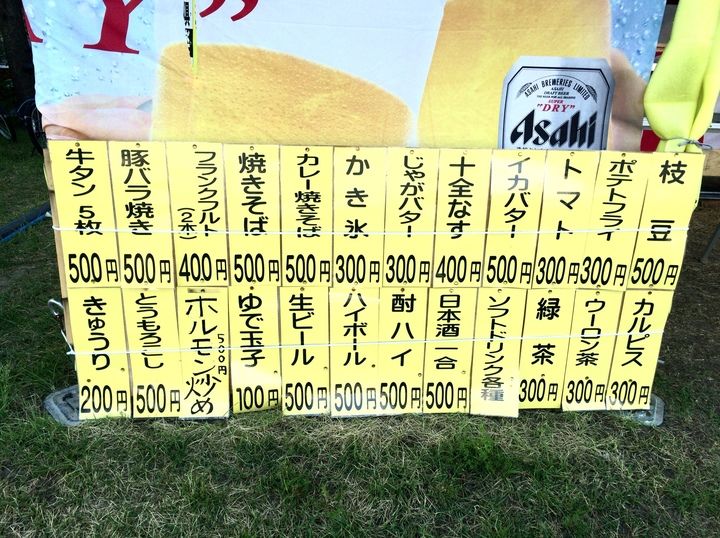 RY"
ASAHI BREWERIES LIMITED
ASAHI
DRAFT BEER
SUPER
"DRY"
Asahi
牛タン 5枚 500円
豚バラ焼き 500円
フランクフルト(2本) 400円
焼きそば 500円
カレー焼きそば 500円
かき氷 300円
じゃがバター 300円
十全なす 400円
イカバター 500円
トマト 300円
ポテトフライ 300円
枝豆 500円
きゅうり 200円
とうもろこし 500円
ホルモン炒め 500円
ゆで玉子 100円
生ビール 500円
ハイボール 500円
酎ハイ 500円
日本酒一合 500円
ソフトドリンク各種
緑茶 300円
ウーロン茶 300円
カルピス 300円